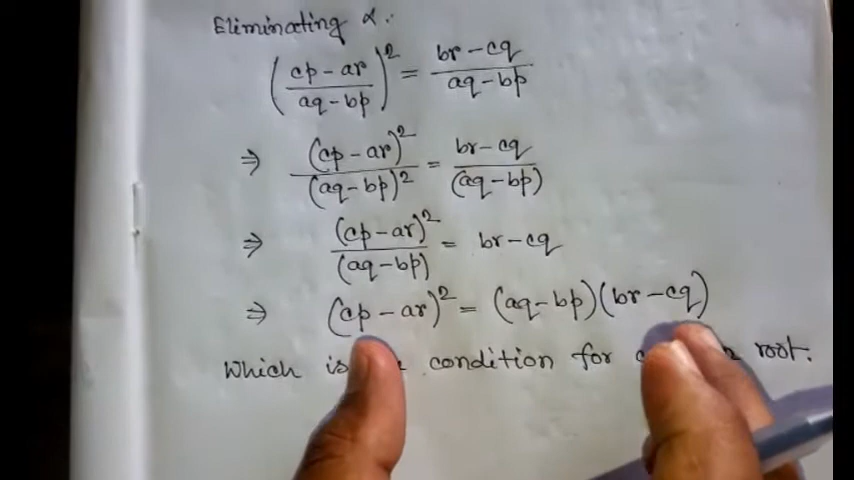 Eliminating α:
(cp - ar / aq - bp)² = br - cq / aq - bp
⇒ (cp - ar)² / (aq - bp)² = br - cq / (aq - bp)
⇒ (cp - ar)² / (aq - bp) = br - cq
⇒ (cp - ar)² = (aq - bp)(br - cq)
Which is condition for root.